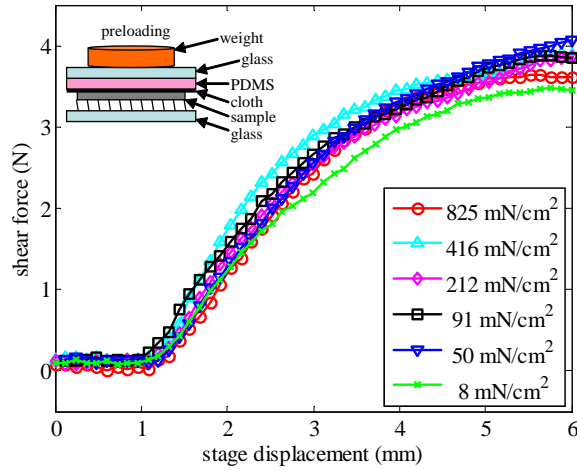 preloading
weight
glass
PDMS
cloth
sample
glass
4
3
2
1
0
shear force (N)
825 mN/cm2
416 mN/cm2
212 mN/cm2
91 mN/cm2
50 mN/cm2
8 mN/cm2
0 1 2 3 4 5 6
stage displacement (mm)